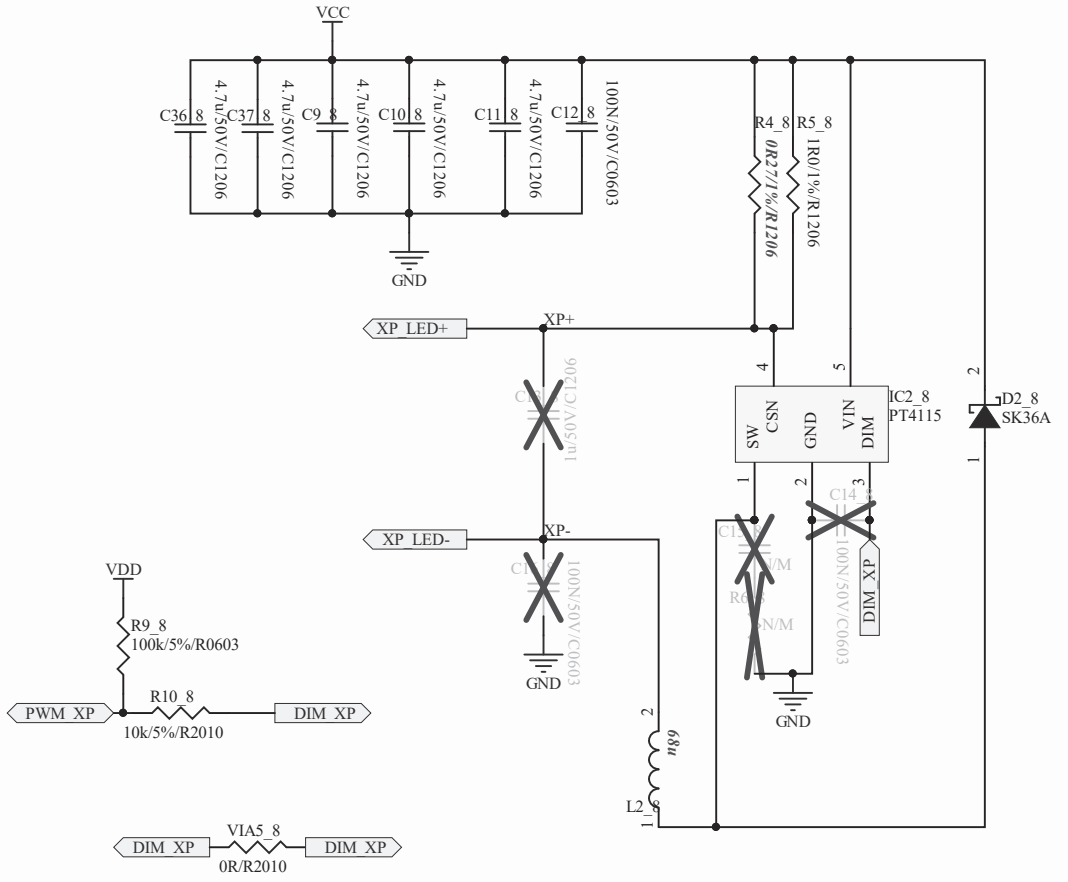 VCC
C36_8
4.7u/50V/C1206
C37_8
4.7u/50V/C1206
C9_8
4.7u/50V/C1206
C10_8
4.7u/50V/C1206
C11_8
4.7u/50V/C1206
C12_8
100N/50V/C0603
GND
R4_8
0R27/1%/R1206
R5_8
1R0/1%/R1206
XP_LED+
XP+
1u/50V/C1206
4
5
CSN
VIN
SW
GND
DIM
IC2_8
PT4115
1
2
3
2
D2_8
SK36A
1
XP_LED-
XP-
100N/50V/C0603
GND
N/M
N/M
C14_8
100N/50V/C0603
DIM_XP
GND
VDD
R9_8
100k/5%/R0603
PWM_XP
R10_8
10k/5%/R2010
DIM_XP
2
68u
L2_8
1
DIM_XP
VIA5_8
0R/R2010
DIM_XP